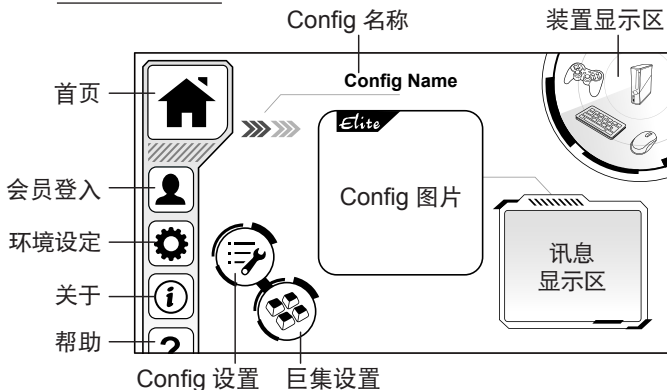 Config 名称
装置显示区
首页
Config Name
Elite
会员登入
Config 图片
环境设定
讯息
显示区
关于
i
帮助
?
Config 设置
巨集设置